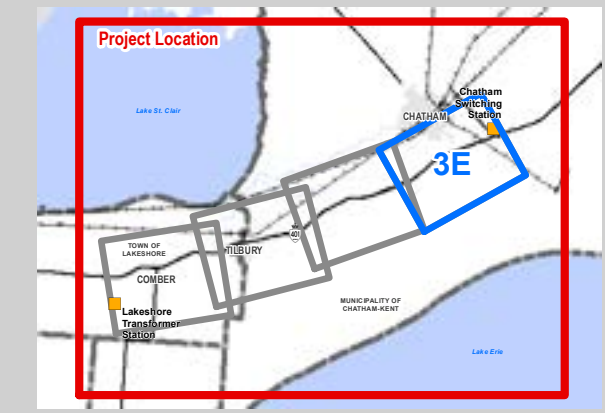 Project Location
Chatham
Switching
Station
Lake St. Clair
CHATHAM
3E
401
TOWN OF
LAKESHORE
TILBURY
COMBER
MUNICIPALITY OF
CHATHAM-KENT
Lakeshore
Transformer
Station
Lake Erie